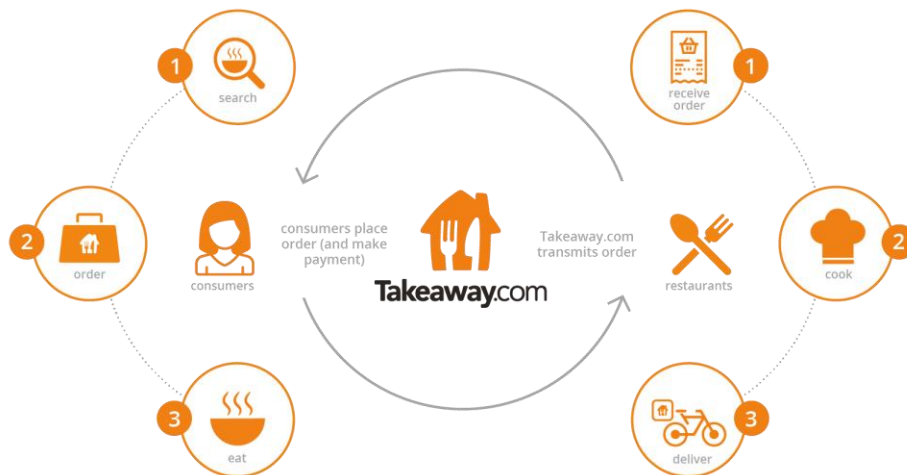 1
search
2
order
3
eat
consumers
consumers place
order (and make
payment)
Takeaway.com
Takeaway.com
transmits order
restaurants
1
receive
order
2
cook
3
deliver